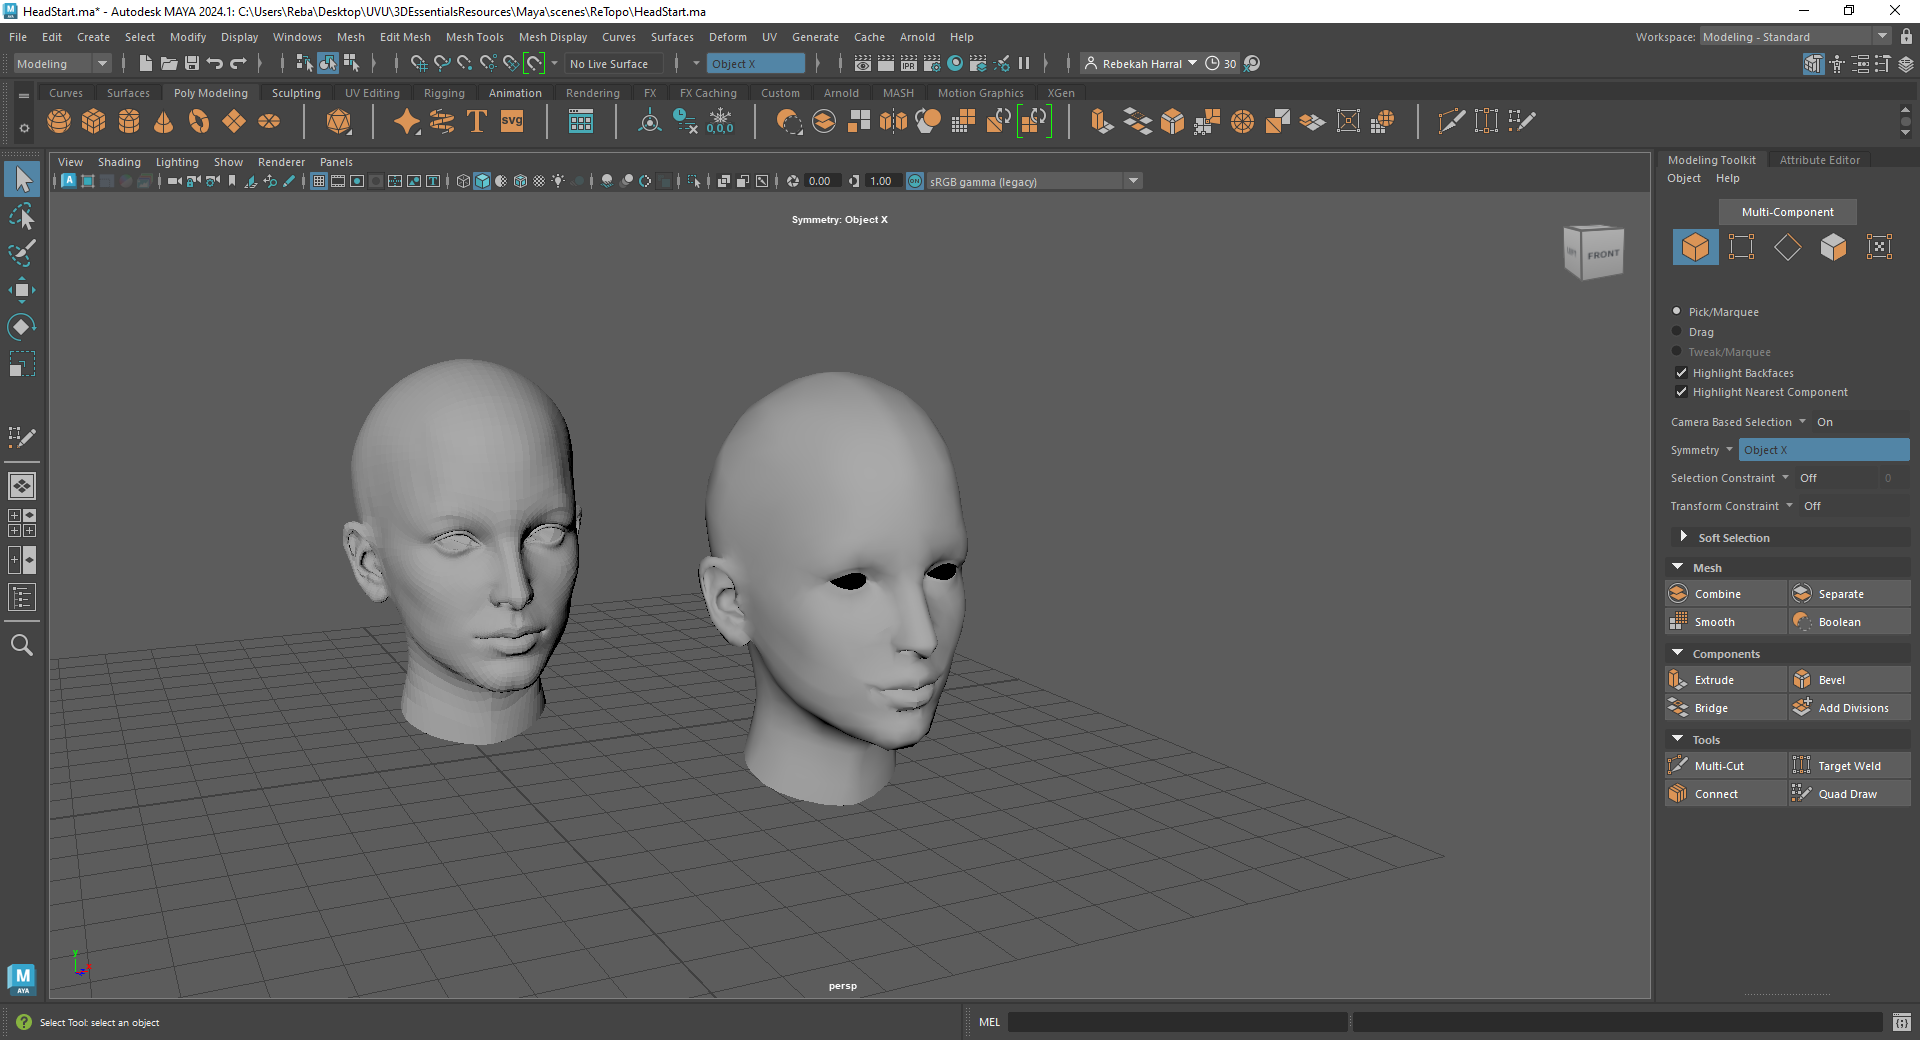 HeadStart.ma* - Autodesk MAYA 2024.1: C:\Users\Reba\Desktop\UVU\3DEssentialsResources\Maya\scenes\ReTopo\HeadStart.ma
File Edit Create Select Modify Display Windows Mesh Edit Mesh Mesh Tools Mesh Display Curves Surfaces Deform UV Generate Cache Arnold Help Workspace: Modeling - Standard
Modeling No Live Surface Object X IPR Rebekah Harral 30
Curves Surfaces Poly Modeling Sculpting UV Editing Rigging Animation Rendering FX FX Caching Custom Arnold MASH Motion Graphics XGen
T SVG 0,0,0
View Shading Lighting Show Renderer Panels
0.00 1.00 ON sRGB gamma (legacy)
Symmetry: Object X
FRONT
Modeling Toolkit Attribute Editor
Object Help
Multi-Component
Pick/Marquee
Drag
Tweak/Marquee
Highlight Backfaces
Highlight Nearest Component
Camera Based Selection On
Symmetry Object X
Selection Constraint Off 0
Transform Constraint Off
Soft Selection
Mesh
Combine Separate
Smooth Boolean
Components
Extrude Bevel
Bridge Add Divisions
Tools
Multi-Cut Target Weld
Connect Quad Draw
y
x
persp
M
AYA
Select Tool: select an object
MEL